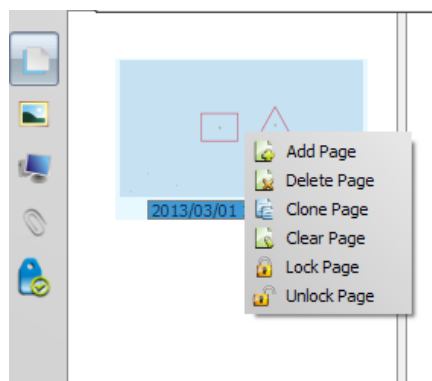 2013/03/01
Add Page
Delete Page
Clone Page
Clear Page
Lock Page
Unlock Page